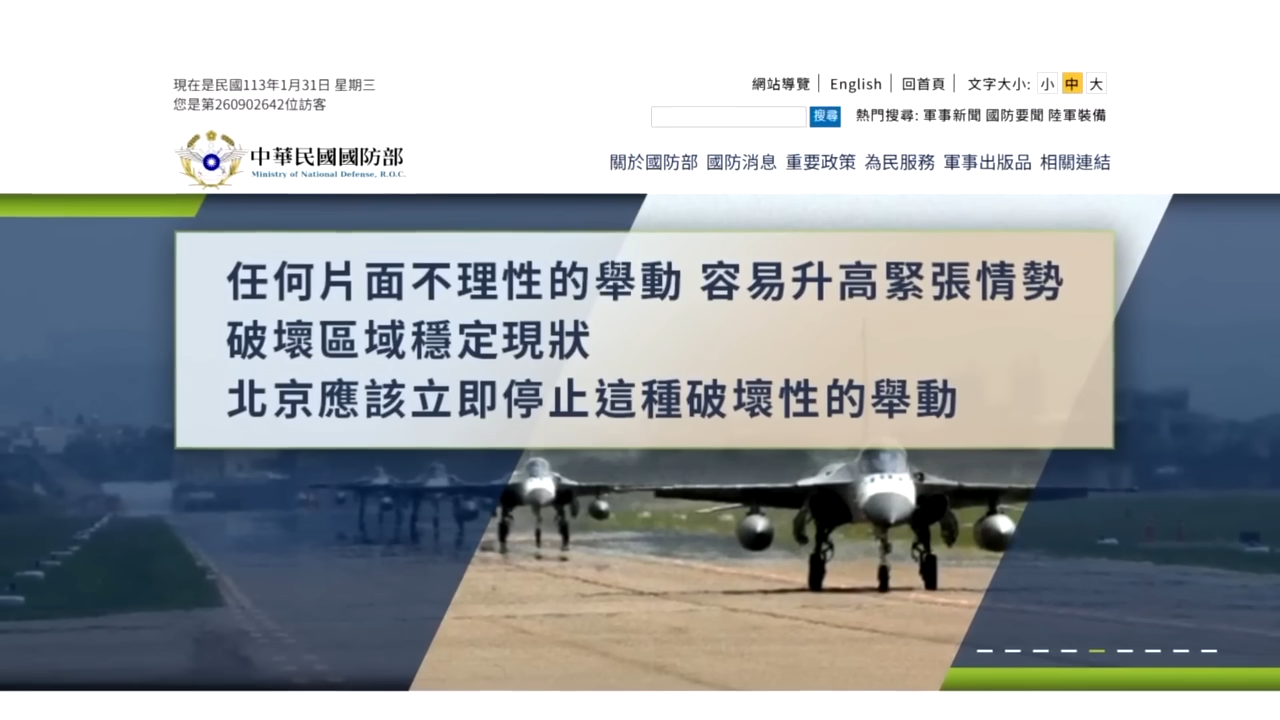 現在是民國113年1月31日 星期三
您是第260902642位訪客
網站導覽 English 回首頁 文字大小: 小 中 大
搜尋 熱門搜尋: 軍事新聞 國防要聞 陸軍裝備
中華民國國防部
Ministry of National Defense, R.O.C.
關於國防部 國防消息 重要政策 為民服務 軍事出版品 相關連結
任何片面不理性的舉動 容易升高緊張情勢
破壞區域穩定現狀
北京應該立即停止這種破壞性的舉動